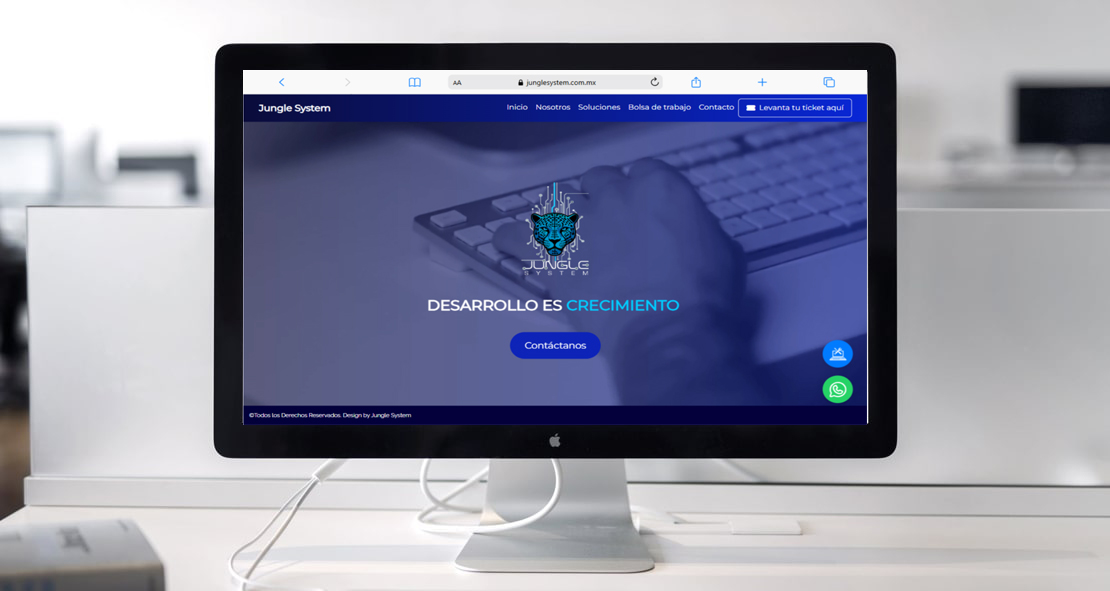 AA junglesystem.com.mx
Jungle System Inicio Nosotros Soluciones Bolsa de trabajo Contacto Levanta tu ticket aquí
JUNGLE
SYSTEM
DESARROLLO ES CRECIMIENTO
Contáctanos
©Todos los Derechos Reservados. Design by Jungle System